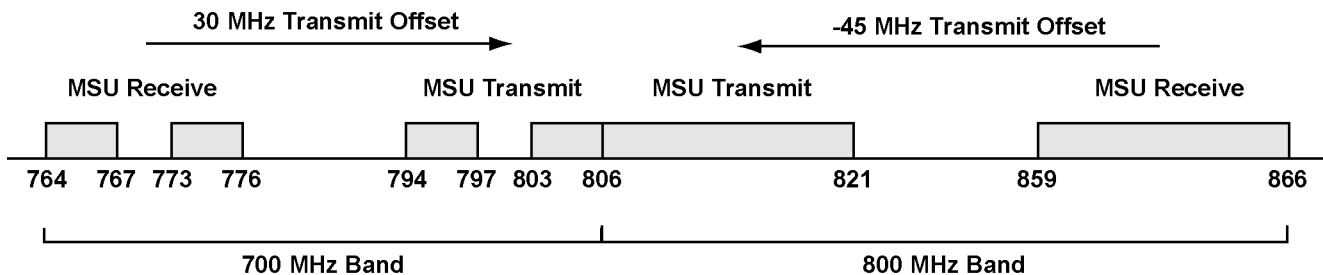 30 MHz Transmit Offset
-45 MHz Transmit Offset
MSU Receive
MSU Transmit
MSU Transmit
MSU Receive
764 767 773 776 794 797 803 806 821 859 866
700 MHz Band
800 MHz Band